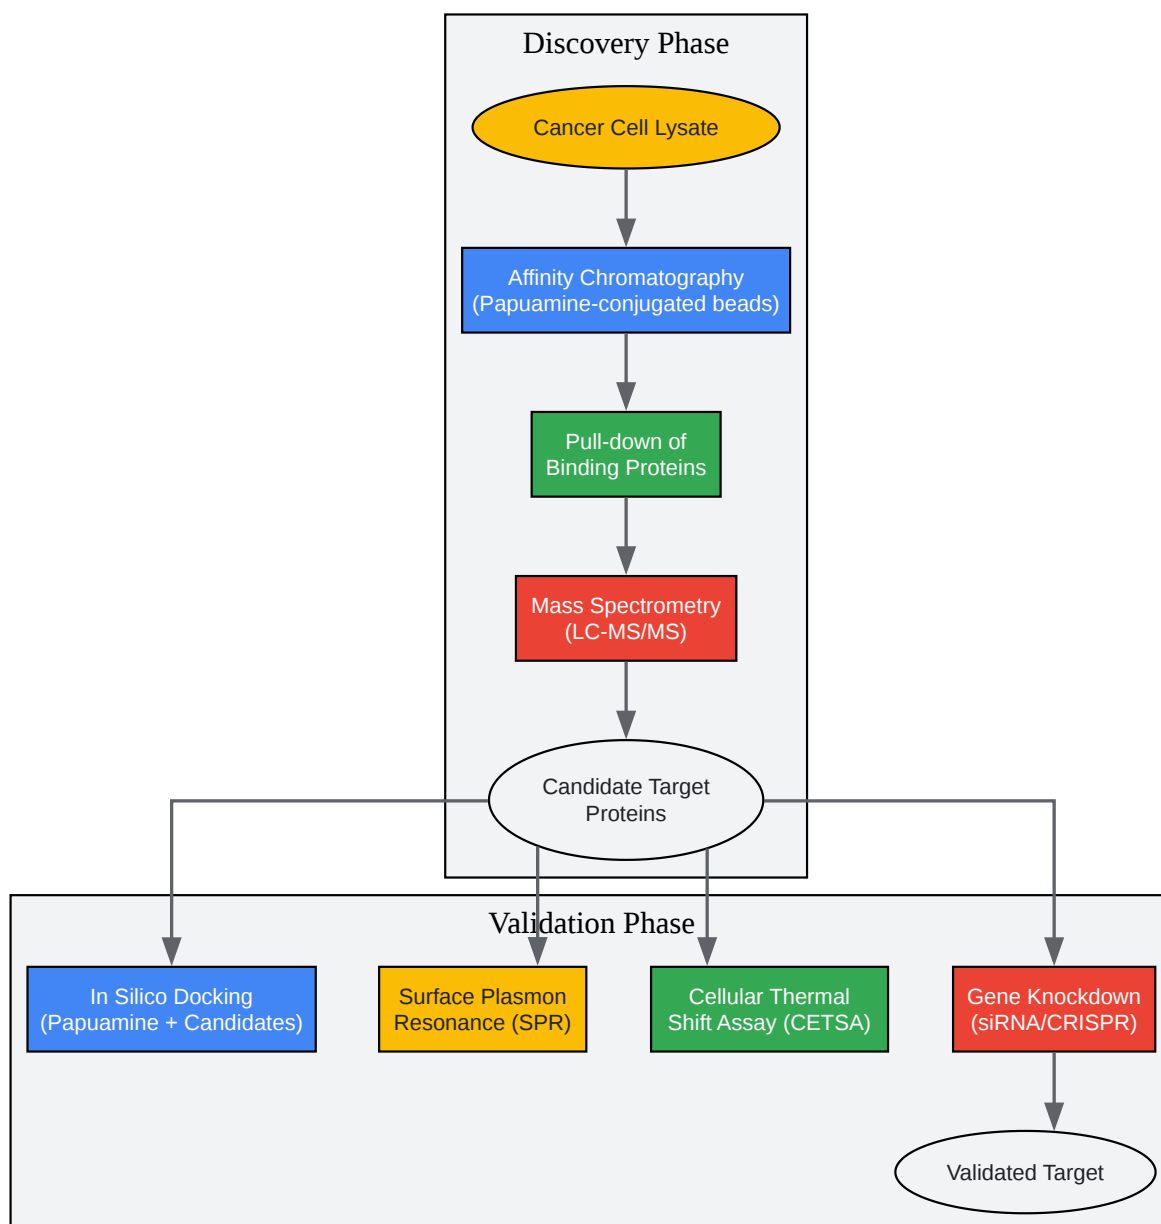 Discovery Phase
Cancer Cell Lysate
Affinity Chromatography
(Papuamine-conjugated beads)
Pull-down of
Binding Proteins
Mass Spectrometry
(LC-MS/MS)
Candidate Target
Proteins
Validation Phase
In Silico Docking
(Papuamine + Candidates)
Surface Plasmon
Resonance (SPR)
Cellular Thermal
Shift Assay (CETSA)
Gene Knockdown
(siRNA/CRISPR)
Validated Target